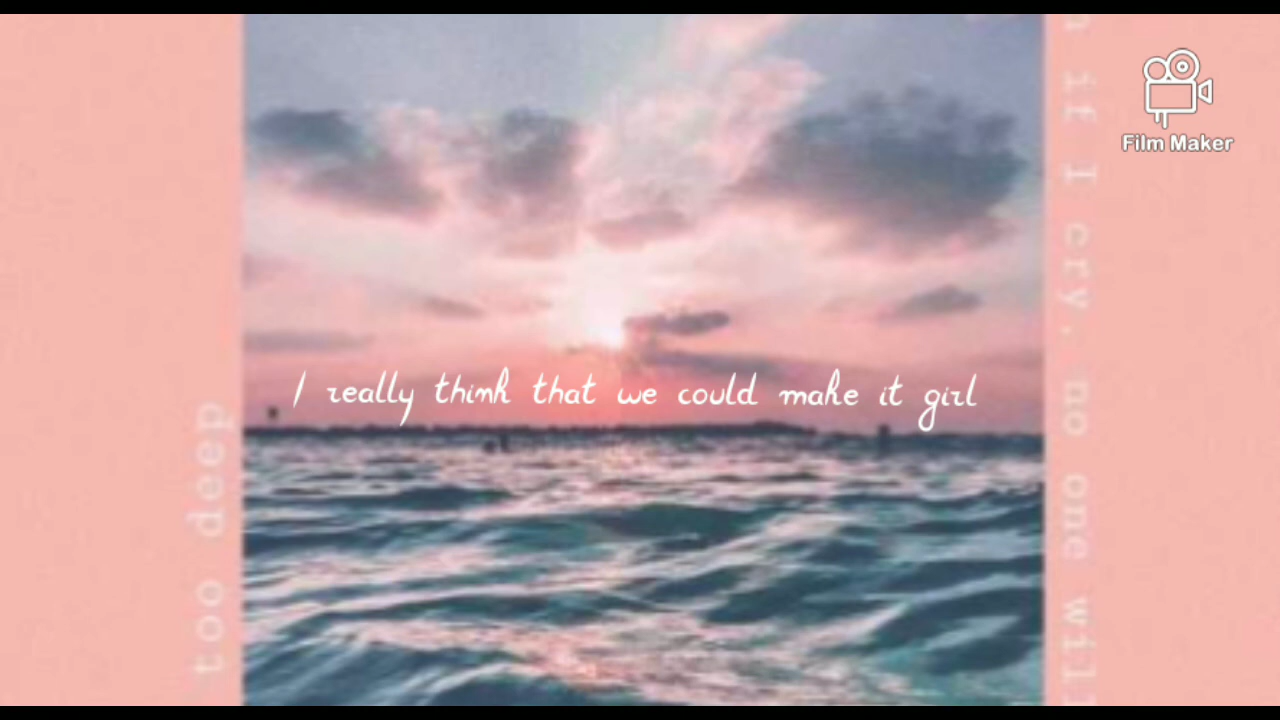 too deep
I really think that we could make it girl
if I cry, no one will
Film Maker